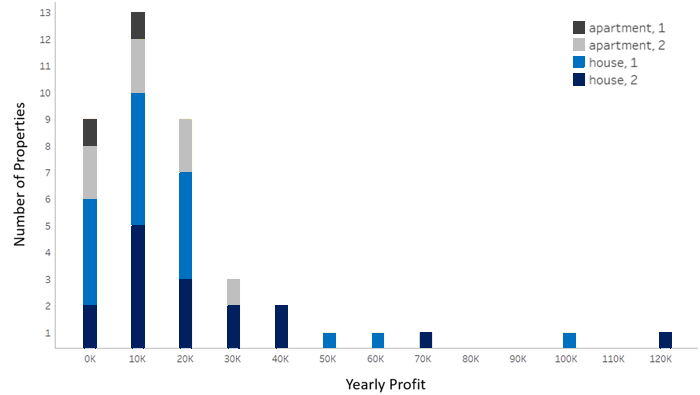 13
12
11
10
9
8
7
6
5
4
3
2
1
Number of Properties
apartment, 1
apartment, 2
house, 1
house, 2
0K 10K 20K 30K 40K 50K 60K 70K 80K 90K 100K 110K 120K
Yearly Profit